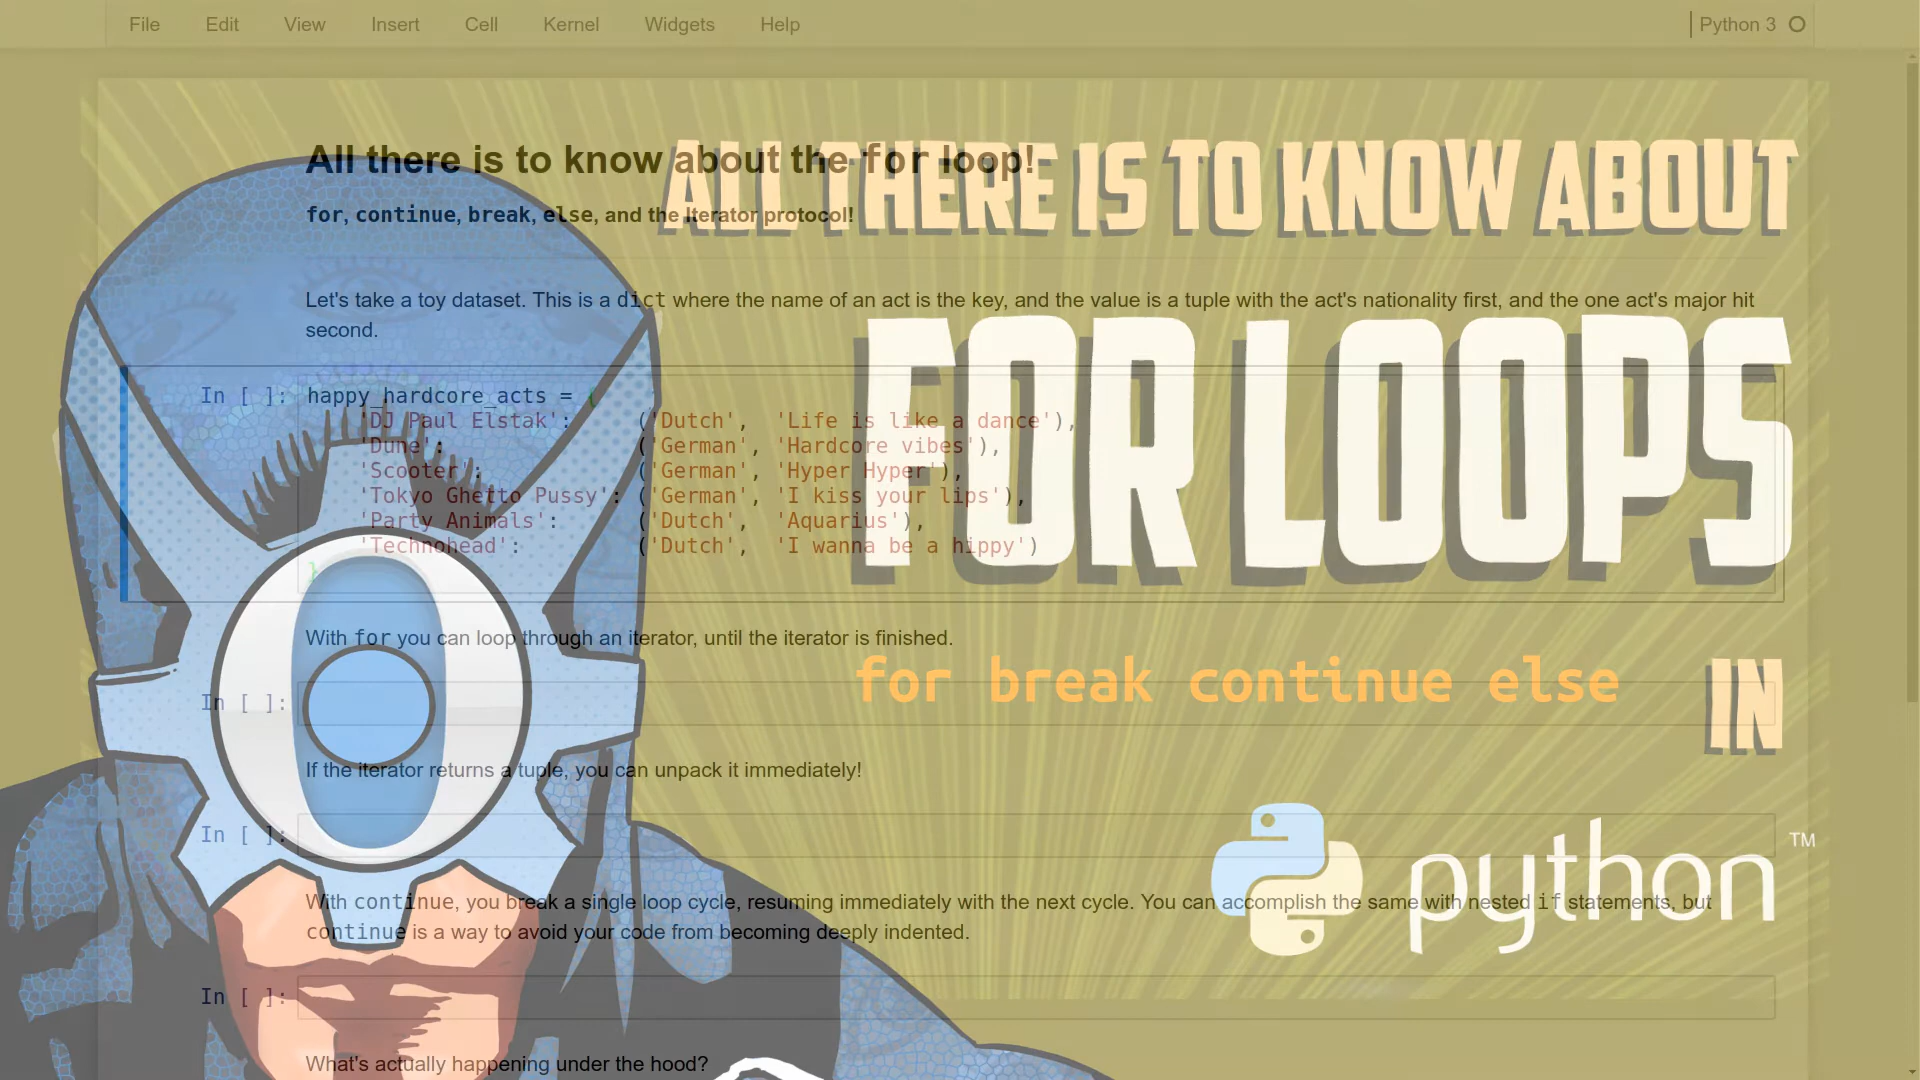 File Edit View Insert Cell Kernel Widgets Help Python 3
All there is to know about the for loop!
for, continue, break, else, and the Iterator protocol!
ALL THERE IS TO KNOW ABOUT
Let's take a toy dataset. This is a dict where the name of an act is the key, and the value is a tuple with the act's nationality first, and the one act's major hit
second.
FOR LOOPS
In [ ]: happy_hardcore_acts = {
'DJ Paul Elstak': ('Dutch', 'Life is like a dance'),
'Dune': ('German', 'Hardcore vibes'),
'Scooter': ('German', 'Hyper Hyper'),
'Tokyo Ghetto Pussy': ('German', 'I kiss your lips'),
'Party Animals': ('Dutch', 'Aquarius'),
'Technohead': ('Dutch', 'I wanna be a hippy')
}
With for you can loop through an iterator, until the iterator is finished.
for break continue else
IN
In [ ]:
If the iterator returns a tuple, you can unpack it immediately!
In [ ]:
python TM
With continue, you break a single loop cycle, resuming immediately with the next cycle. You can accomplish the same with nested if statements, but
continue is a way to avoid your code from becoming deeply indented.
In [ ]:
What's actually happening under the hood?